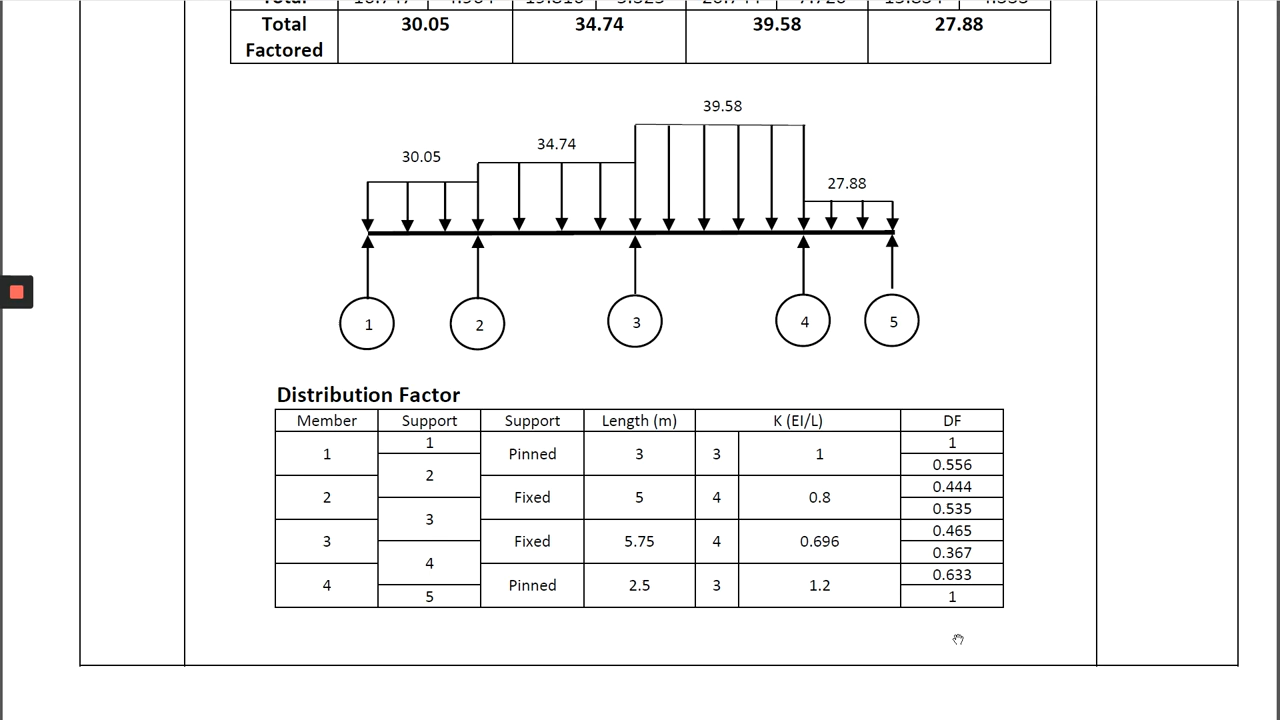 Total 30.05 34.74 39.58 27.88
Factored
39.58
34.74
30.05
27.88
1 2 3 4 5
Distribution Factor
Member Support Support Length (m) K (EI/L) DF
1 1 Pinned 3 3 1 1
0.556
2
2 Fixed 5 4 0.8 0.444
0.535
3
3 Fixed 5.75 4 0.696 0.465
0.367
4
4 Pinned 2.5 3 1.2 0.633
5 1